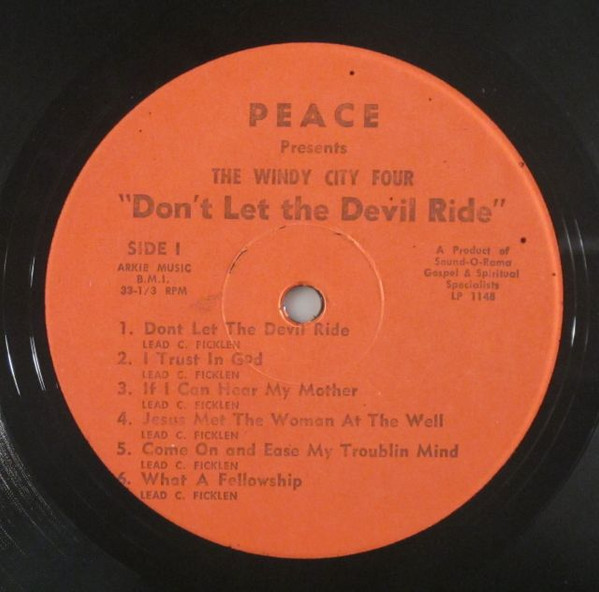 PEACE
Presents
THE WINDY CITY FOUR
"Don't Let the Devil Ride"
SIDE I
ARKIE MUSIC
B.M.I.
33-1/3 RPM
A Product of
Sound-O-Rama
Gospel & Spiritual
Specialists
LP 1148
1. Dont Let The Devil Ride
LEAD C. FICKLEN
2. I Trust In God
LEAD C. FICKLEN
3. If I Can Hear My Mother
LEAD C. FICKLEN
4. Jesus Met The Woman At The Well
LEAD C. FICKLEN
5. Come On and Ease My Troublin Mind
LEAD C. FICKLEN
6. What A Fellowship
LEAD C. FICKLEN